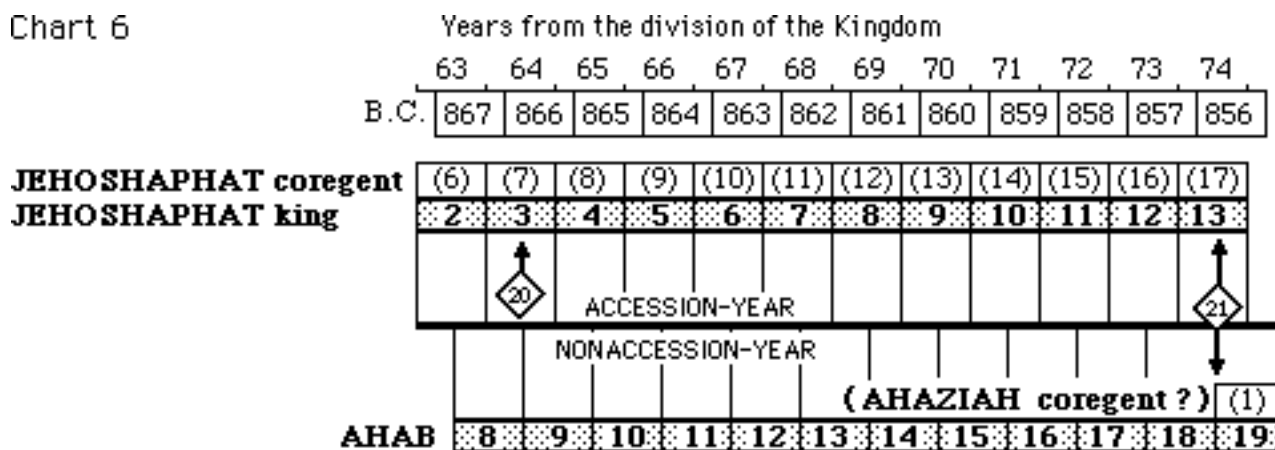 Chart 6 Years from the division of the Kingdom
63 64 65 66 67 68 69 70 71 72 73 74
B.C. 867 866 865 864 863 862 861 860 859 858 857 856
JEHOSHAPHAT coregent (6) (7) (8) (9) (10) (11) (12) (13) (14) (15) (16) (17)
JEHOSHAPHAT king 2 3 4 5 6 7 8 9 10 11 12 13
20 21
ACCESSION-YEAR
NONACCESSION-YEAR
(AHAZIAH coregent ?) (1)
AHAB 8 9 10 11 12 13 14 15 16 17 18 19